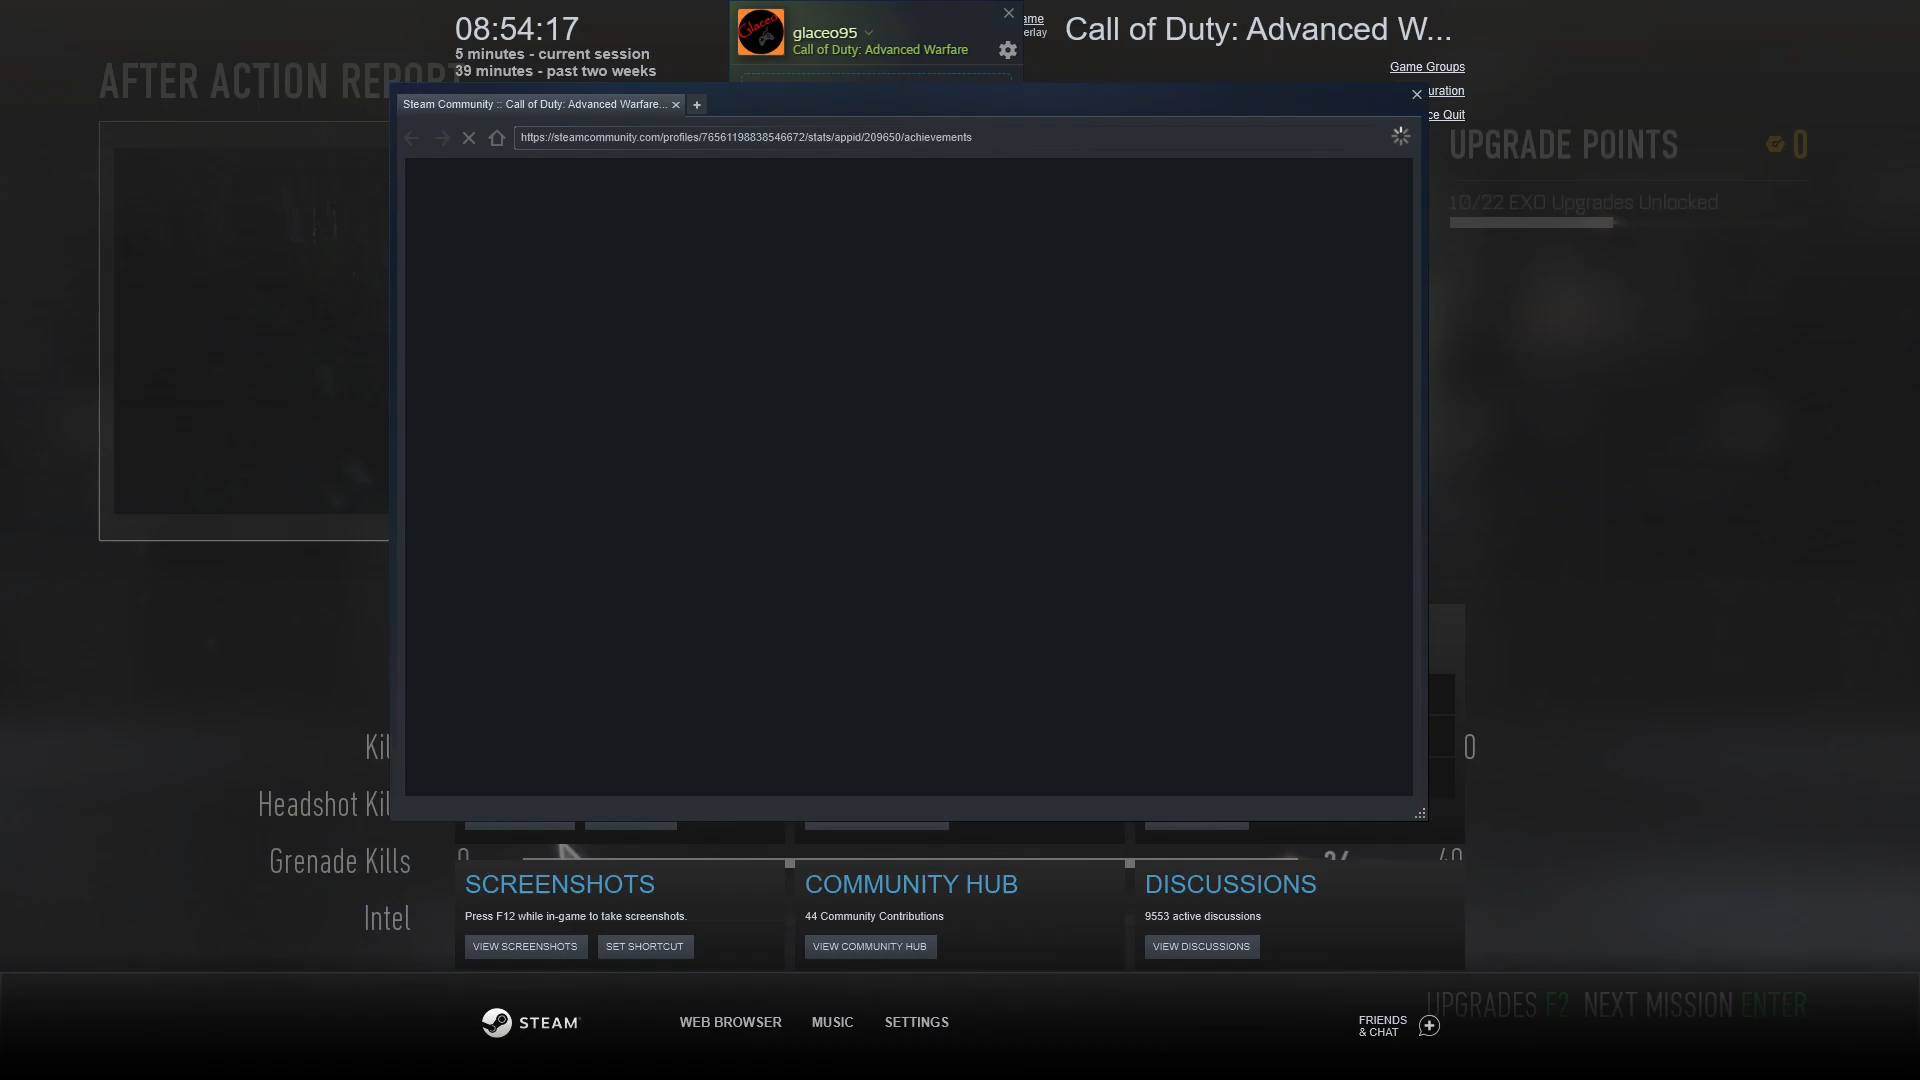 08:54:17
5 minutes - current session
39 minutes - past two weeks
glaceo95
Call of Duty: Advanced Warfare
Call of Duty: Advanced W...
Game Groups
AFTER ACTION REPORT
Steam Community :: Call of Duty: Advanced Warfare...
https://steamcommunity.com/profiles/76561198838546672/stats/appid/209650/achievements
Quit
UPGRADE POINTS
0
10/22 EXO Upgrades Unlocked
0
Headshot
Grenade Kills
Intel
SCREENSHOTS
Press F12 while in-game to take screenshots.
VIEW SCREENSHOTS
SET SHORTCUT
COMMUNITY HUB
44 Community Contributions
VIEW COMMUNITY HUB
DISCUSSIONS
9553 active discussions
VIEW DISCUSSIONS
STEAM
WEB BROWSER
MUSIC
SETTINGS
FRIENDS
& CHAT
UPGRADES F2 NEXT MISSION ENTER